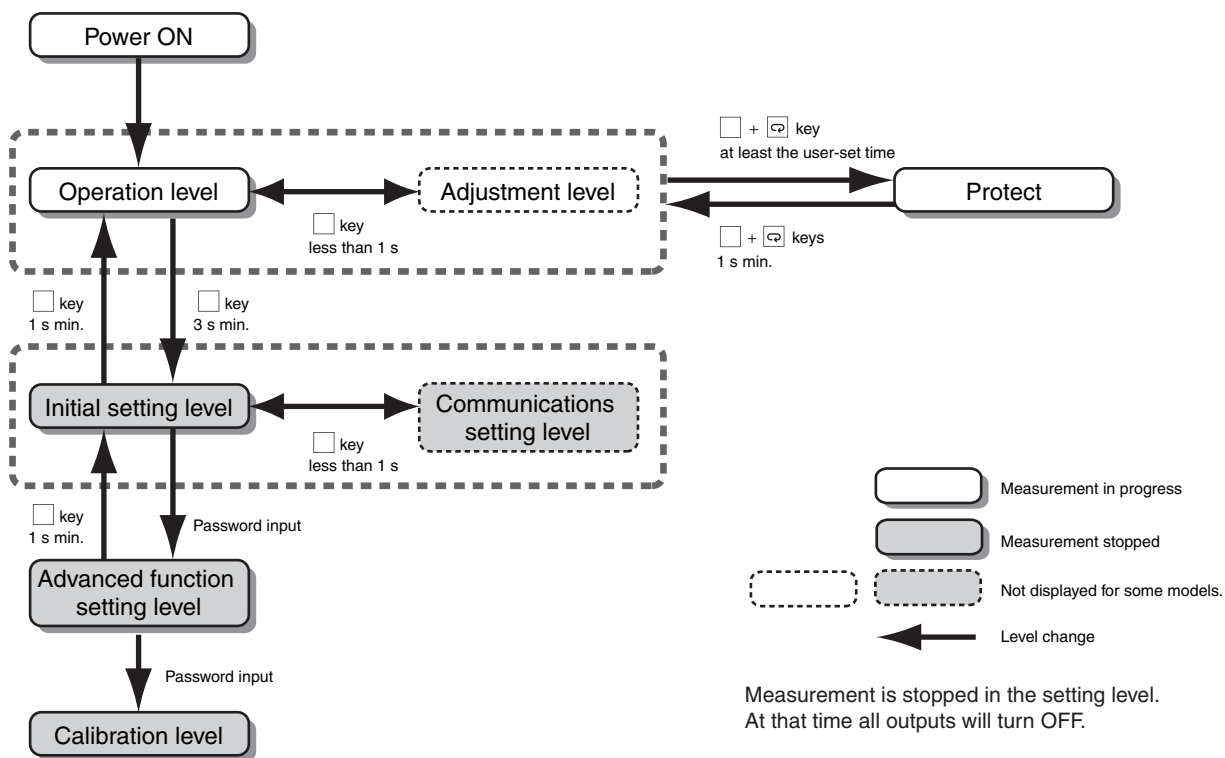 Power ON
+ key
at least the user-set time
Operation level
Adjustment level
Protect
key
less than 1 s
+ keys
1 s min.
key
1 s min.
key
3 s min.
Initial setting level
Communications
setting level
key
less than 1 s
key
1 s min.
Password input
Measurement in progress
Measurement stopped
Advanced function
setting level
Not displayed for some models.
Level change
Password input
Measurement is stopped in the setting level.
At that time all outputs will turn OFF.
Calibration level